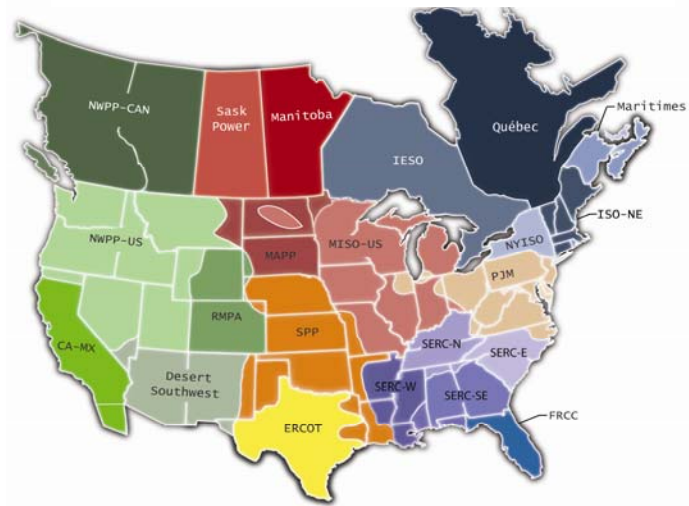 NWPP-CAN
Sask
Power
Manitoba
Québec
Maritimes
IESO
ISO-NE
NWPP-US
MISO-US
NYISO
MAPP
PJM
RMPA
SPP
CA-MX
SERC-N
SERC-E
Desert
Southwest
SERC-W
SERC-SE
ERCOT
FRCC